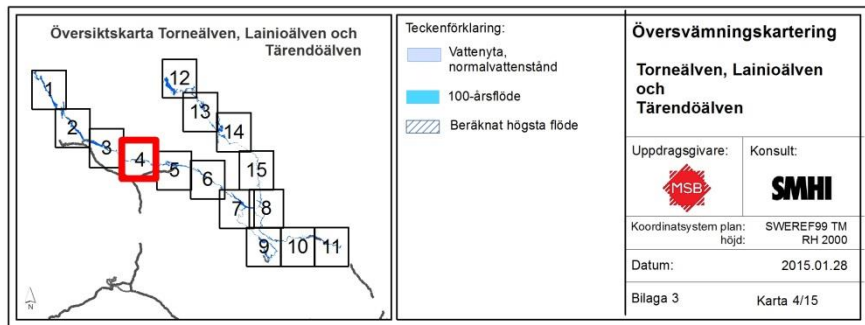 Översiktskarta Torneälven, Lainioälven och
Tärendöälven
1
2
3
4
5
6
7
8
9
10
11
12
13
14
15
N
Teckenförklaring:
Vattenyta,
normalvattenstånd
100-årsflöde
Beräknat högsta flöde
Översvämningskartering
Torneälven, Lainioälven
och
Tärendöälven
Uppdragsgivare:
MSB
Konsult:
SMHI
Koordinatsystem plan: SWEREF99 TM
höjd: RH 2000
Datum: 2015.01.28
Bilaga 3 Karta 4/15